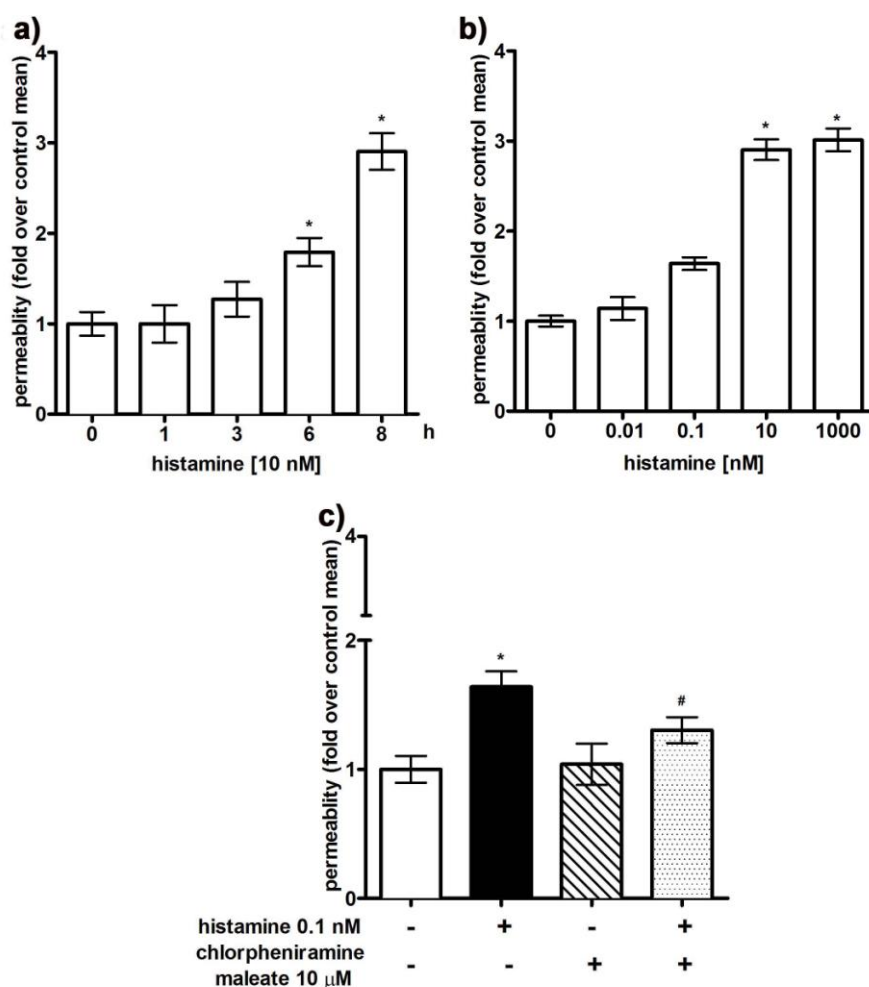 a)
permeablity (fold over control mean)
4
3
2
1
0
*
*
0 1 3 6 8 h
histamine [10 nM]
b)
permeablity (fold over control mean)
4
3
2
1
0
* *
0 0.01 0.1 10 1000
histamine [nM]
c)
permeablity (fold over control mean)
4
2
1
0
*
#
histamine 0.1 nM - + - +
chlorpheniramine
maleate 10 μM - - + +